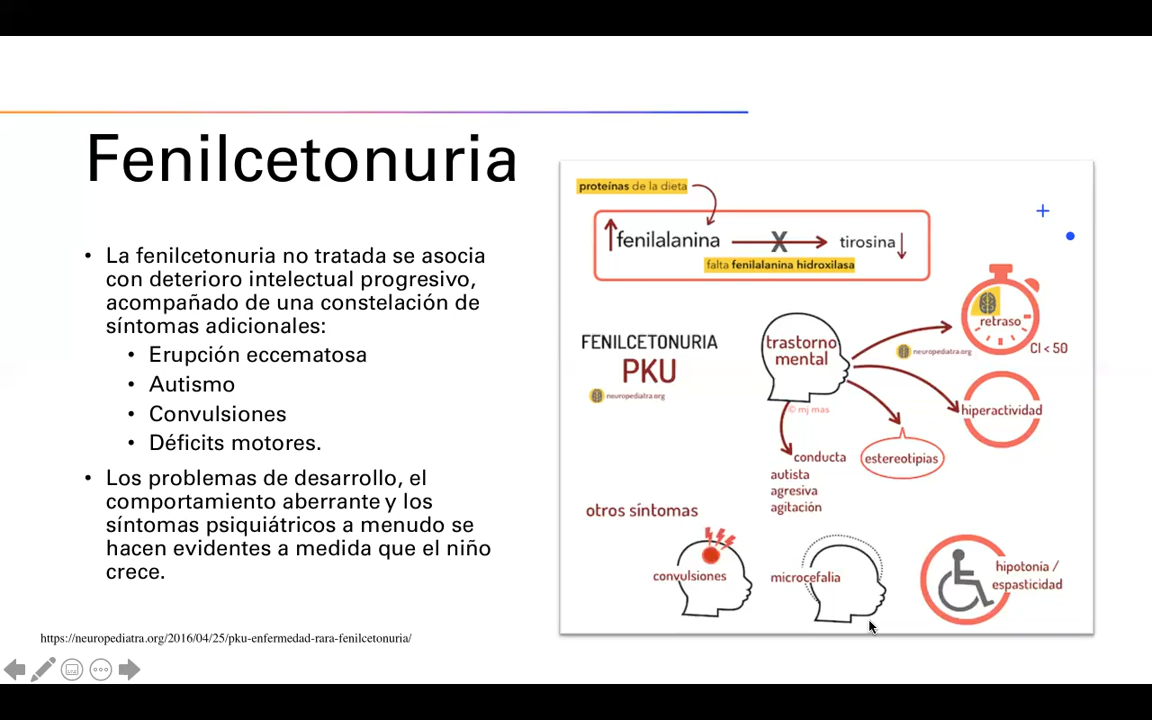 Fenilcetonuria
• La fenilcetonuria no tratada se asocia
con deterioro intelectual progresivo,
acompañado de una constelación de
síntomas adicionales:
• Erupción eccematosa
• Autismo
• Convulsiones
• Déficits motores.
• Los problemas de desarrollo, el
comportamiento aberrante y los
síntomas psiquiátricos a menudo se
hacen evidentes a medida que el niño
crece.
https://neuropediatra.org/2016/04/25/pku-enfermedad-rara-fenilcetonuria/
proteínas de la dieta
fenilalanina
X
tirosina
falta fenilalanina hidroxilasa
FENILCETONURIA
PKU
neuropediatra.org
trastorno
mental
© mj mas
neuropediatra.org
retraso
CI < 50
hiperactividad
estereotipias
conducta
autista
agresiva
agitación
otros síntomas
convulsiones
microcefalia
hipotonía /
espasticidad